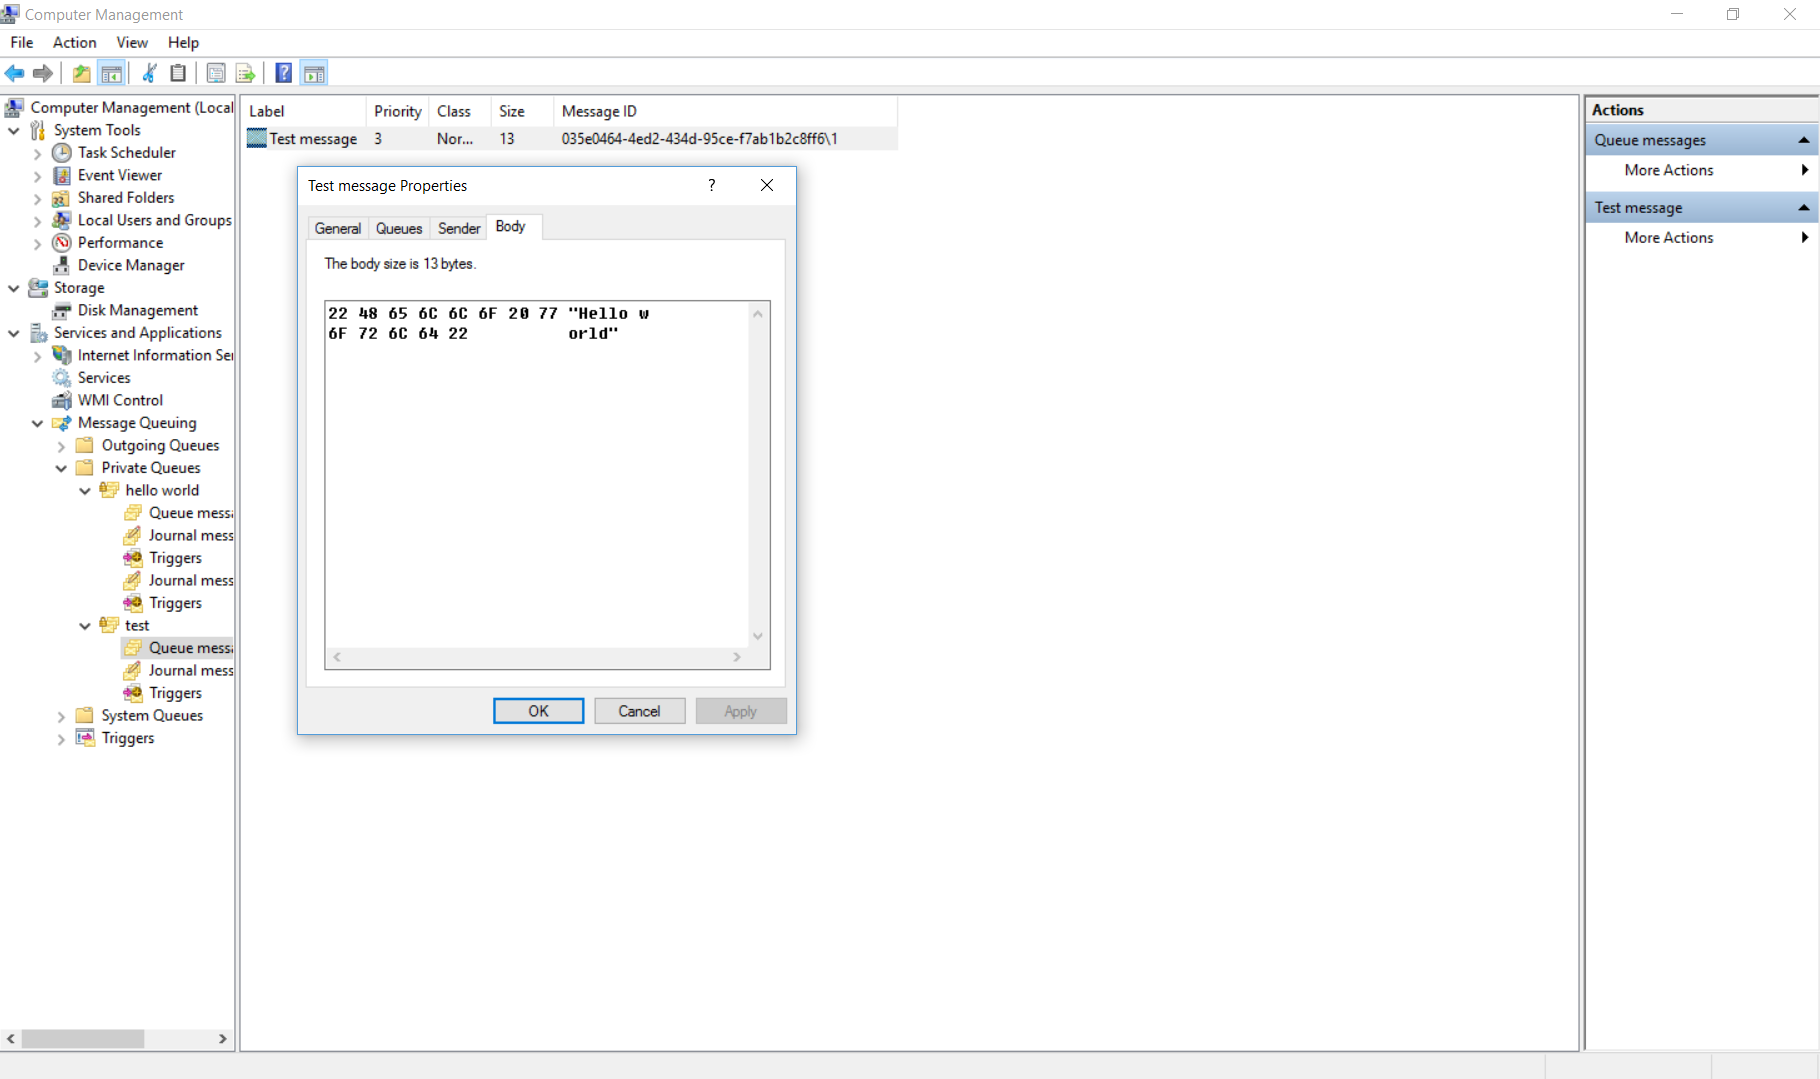 Computer Management
File Action View Help
Computer Management (Local
System Tools
Task Scheduler
Event Viewer
Shared Folders
Local Users and Groups
Performance
Device Manager
Storage
Disk Management
Services and Applications
Internet Information Ser
Services
WMI Control
Message Queuing
Outgoing Queues
Private Queues
hello world
Queue messa
Journal mess
Triggers
Journal mess
Triggers
test
Queue messa
Journal mess
Triggers
System Queues
Triggers
Label Priority Class Size Message ID
Test message 3 Nor... 13 035e0464-4ed2-434d-95ce-f7ab1b2c8ff6\1
Test message Properties
General Queues Sender Body
The body size is 13 bytes.
22 48 65 6C 6C 6F 20 77 "Hello w
6F 72 6C 64 22 orld"
OK Cancel Apply
Actions
Queue messages
More Actions
Test message
More Actions